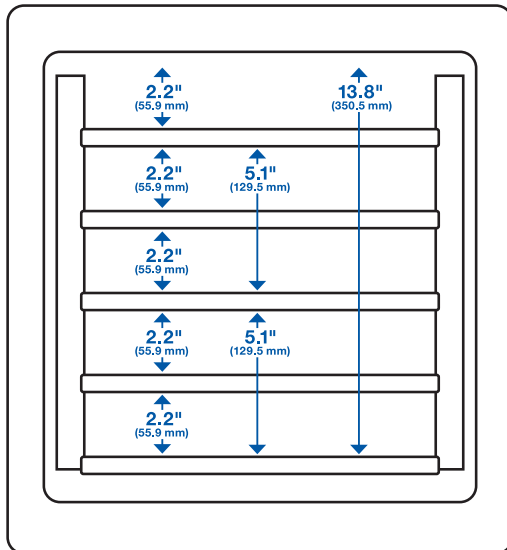 2.2"
(55.9 mm)
13.8"
(350.5 mm)
2.2"
(55.9 mm)
5.1"
(129.5 mm)
2.2"
(55.9 mm)
2.2"
(55.9 mm)
5.1"
(129.5 mm)
2.2"
(55.9 mm)